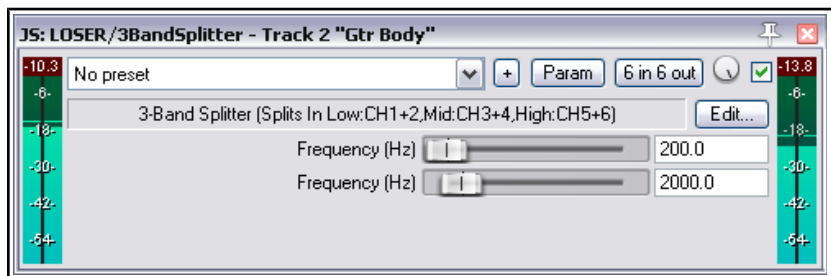 JS: LOSER/3BandSplitter - Track 2 "Gtr Body"
-10.3 No preset + Param 6 in 6 out -13.8
-6- -6-
3-Band Splitter (Splits In Low:CH1+2,Mid:CH3+4,High:CH5+6) Edit...
-18- -18-
Frequency (Hz) 200.0
-30- -30-
Frequency (Hz) 2000.0
-42- -42-
-54- -54-